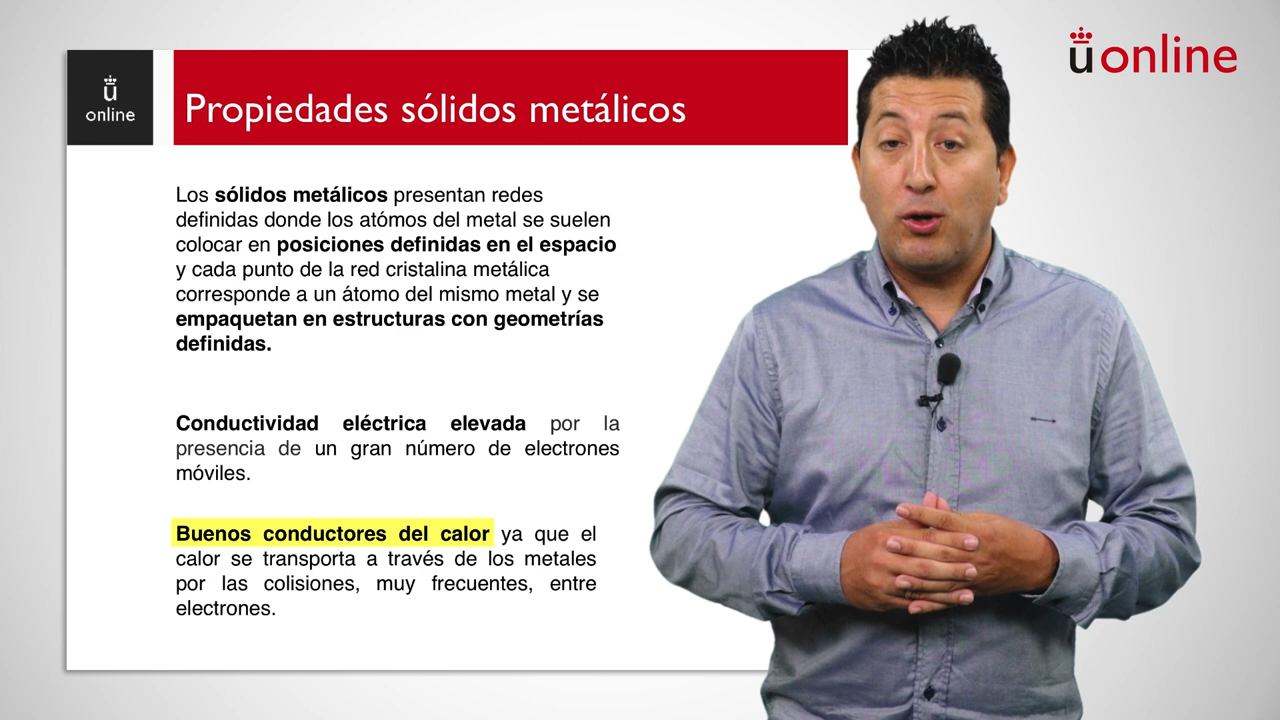 ü online
ü
online
Propiedades sólidos metálicos
Los sólidos metálicos presentan redes
definidas donde los atómos del metal se suelen
colocar en posiciones definidas en el espacio
y cada punto de la red cristalina metálica
corresponde a un átomo del mismo metal y se
empaquetan en estructuras con geometrías
definidas.
Conductividad eléctrica elevada por la
presencia de un gran número de electrones
móviles.
Buenos conductores del calor ya que el
calor se transporta a través de los metales
por las colisiones, muy frecuentes, entre
electrones.